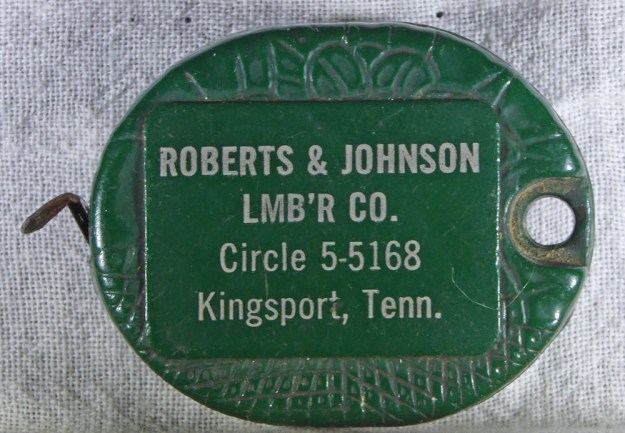 ROBERTS & JOHNSON
LMB'R CO.
Circle 5-5168
Kingsport, Tenn.